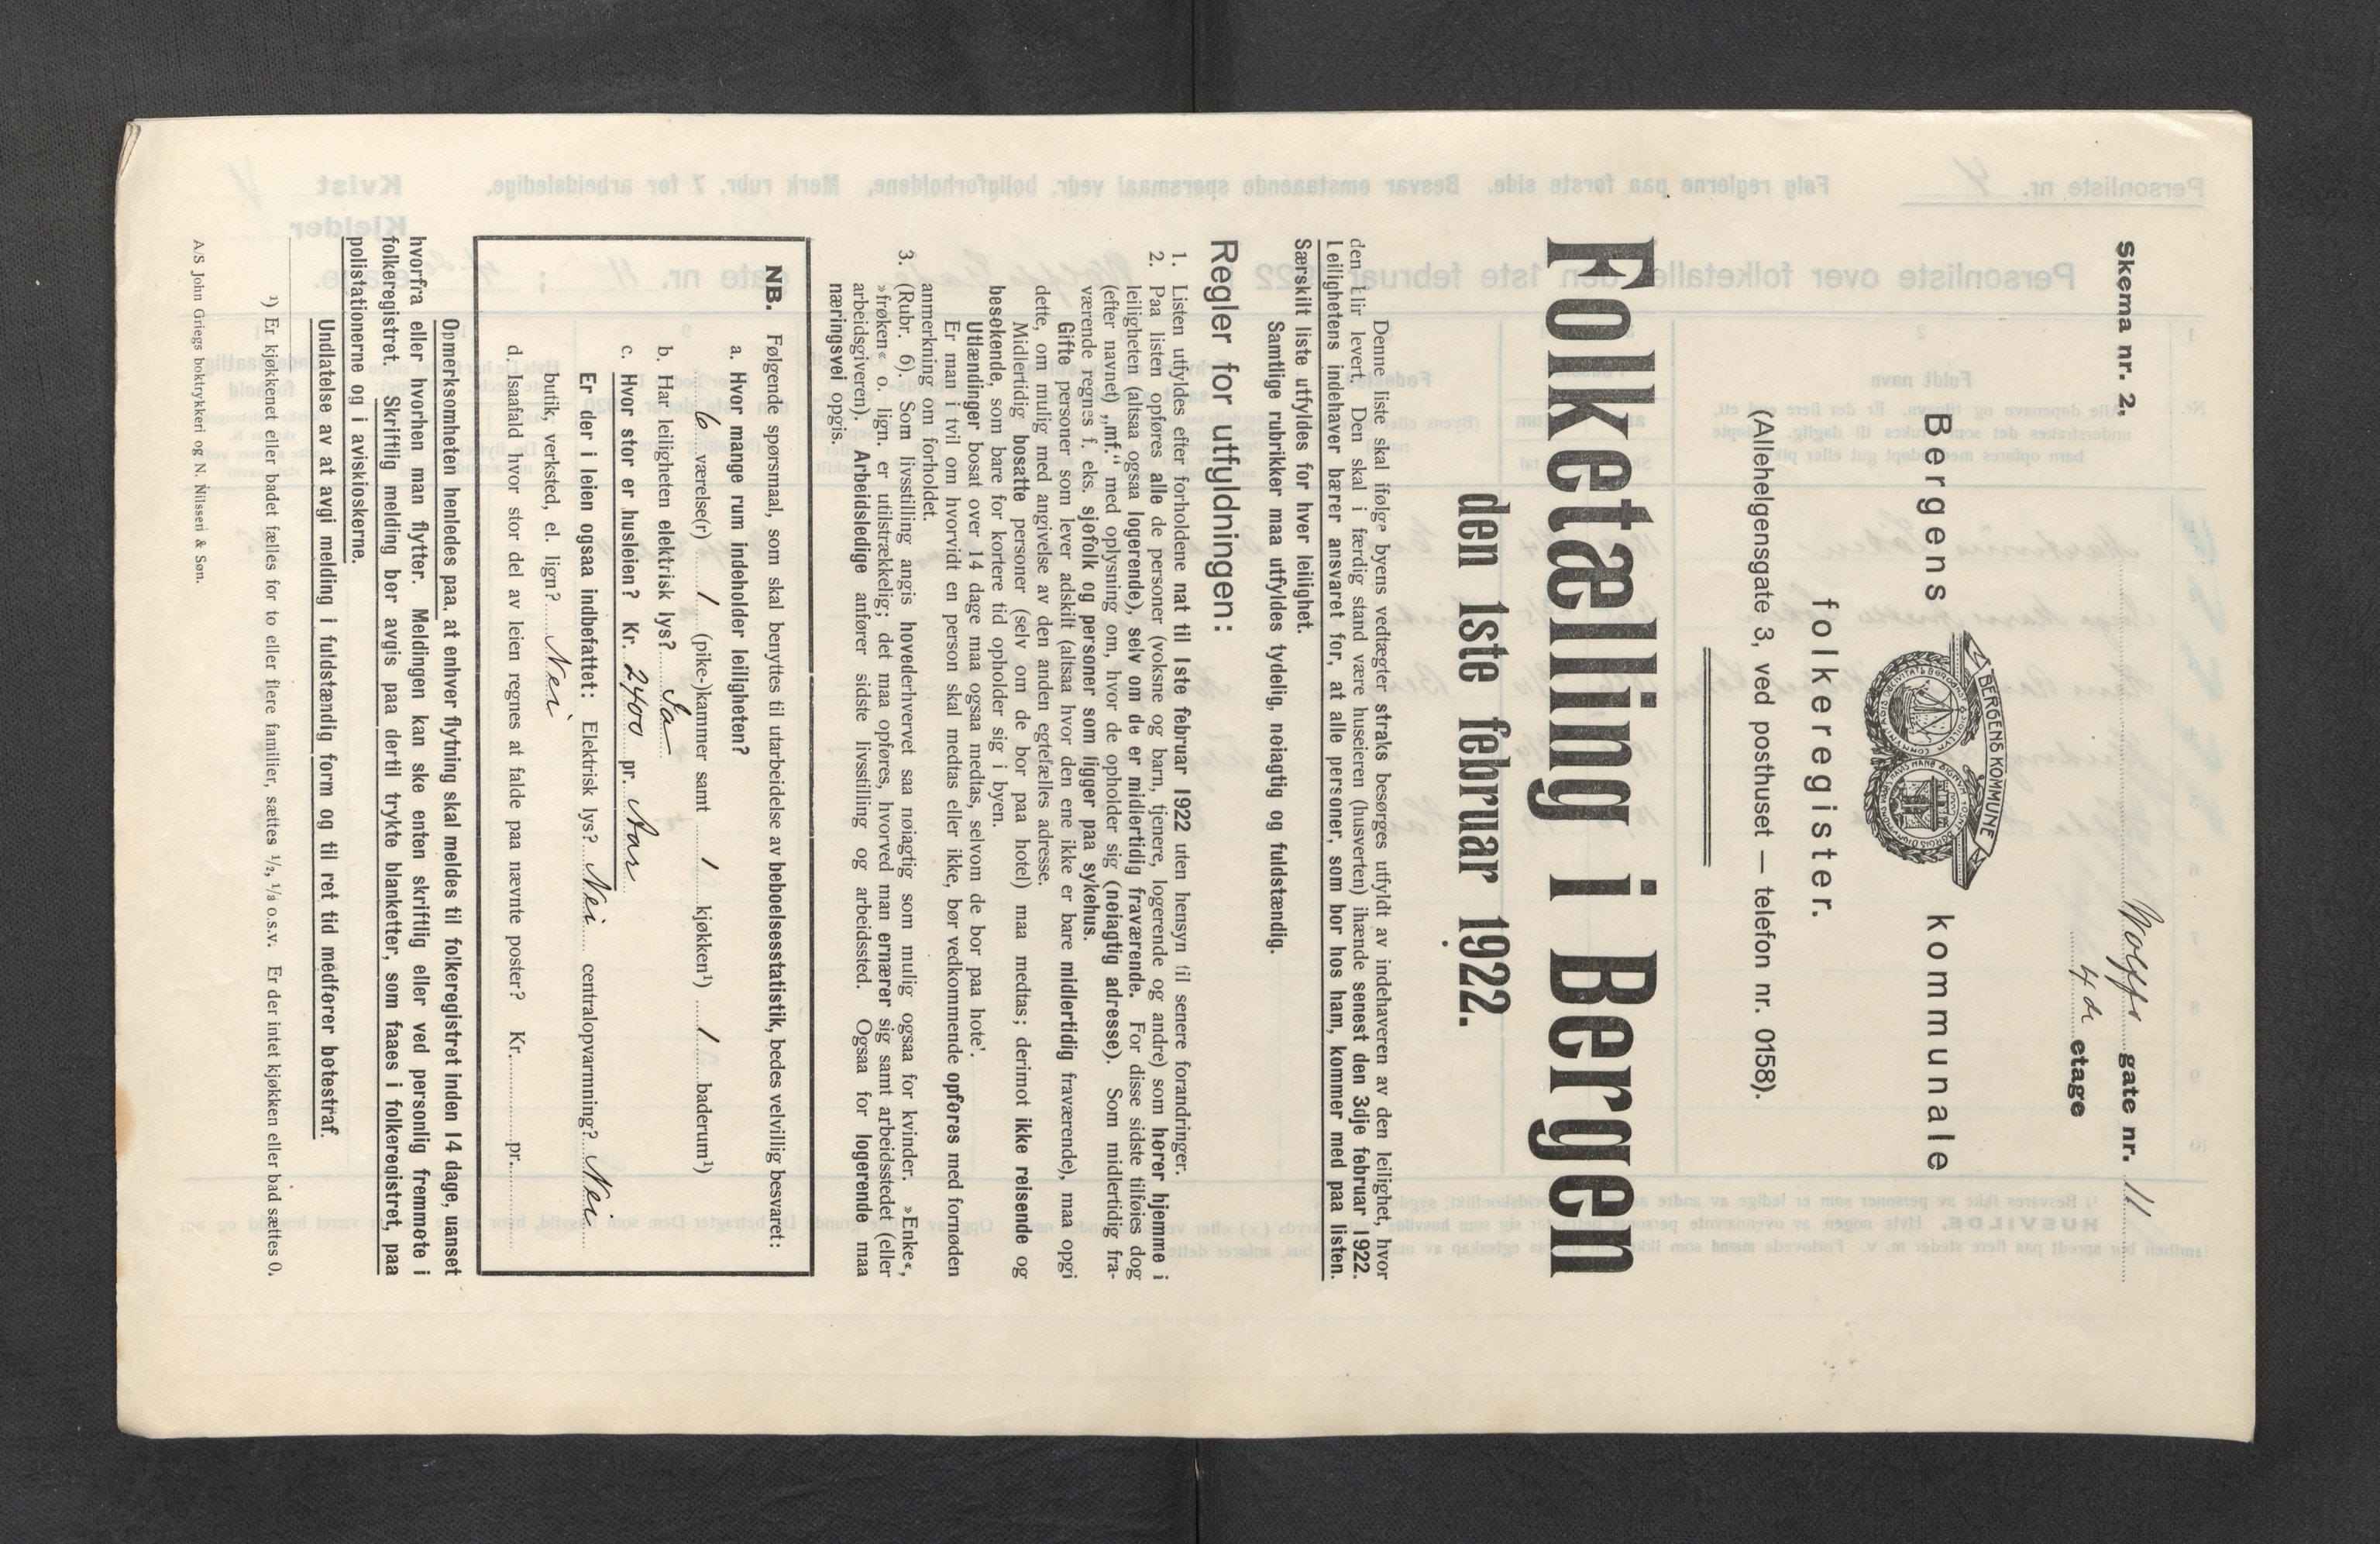 Skema nr. 2, Wolffs gate nr. 11
4de etage
Bergens kommunale
BERGENS KOMMUNE
folkeregister.
(Allehelgensgate 3, ved posthuset — telefon nr. 0158).
Folketælling i Bergen
den 1ste februar 1922.
Denne liste skal ifølge byens vedtægter straks besørges utfyldt av indehaveren av den leilighet, hvor
den blir levert. Den skal i færdig stand være huseieren (husverten) ihænde senest den 3dje februar 1922.
Leilighetens indehaver bærer ansvaret for, at alle personer, som bor hos ham, kommer med paa listen.
Særskilt liste utfyldes for hver leilighet.
Samtlige rubrikker maa utfyldes tydelig, nøiagtig og fuldstændig.
Regler for utfyldningen:
1. Listen utfyldes efter forholdene nat til 1ste februar 1922 uten hensyn til senere forandringer.
2. Paa listen opføres alle de personer (voksne og barn, tjenere, logerende og andre) som hører hjemme i
leiligheten (altsaa ogsaa logerende), selv om de er midlertidig fraværende. For disse sidste tilføies dog
(efter navnet) „mf.“ med oplysning om, hvor de opholder sig (nøiagtig adresse). Som midlertidig fra-
værende regnes f. eks. sjøfolk og personer som ligger paa sykehus.
Gifte personer som lever adskilt (altsaa hvor den ene ikke er bare midlertidig fraværende), maa opgi
dette, om mulig med angivelse av den anden egtefælles adresse.
Midlertidig bosatte personer (selv om de bor paa hotel) maa medtas; derimot ikke reisende og
besøkende, som bare for kortere tid opholder sig i byen.
Utlændinger bosat over 14 dage maa ogsaa medtas, selvom de bor paa hotel.
Er man i tvil om hvorvidt en person skal medtas eller ikke, bør vedkommende opføres med fornøden
anmerkning om forholdet.
3. (Rubr. 6). Som livsstilling angis hovederhvervet saa nøiagtig som mulig ogsaa for kvinder. »Enke«,
»frøken« o. lign. er utilstrækkelig; det maa opføres, hvorved man ernærer sig samt arbeidsstedet (eller
arbeidsgiveren). Arbeidsledige anfører sidste livsstilling og arbeidssted. Ogsaa for logerende maa
næringsvei opgis.
NB. Følgende spørsmaal, som skal benyttes til utarbeidelse av beboelsesstatistik, bedes velvillig besvaret:
a. Hvor mange rum indeholder leiligheten?
6 værelse(r) 1 (pike-)kammer samt 1 kjøkken¹) 1 baderum¹)
b. Har leiligheten elektrisk lys? Ja
c. Hvor stor er husleien? Kr. 2400 pr. Aar
Er der i leien ogsaa indbefattet: Elektrisk lys? Nei centralopvarmning? Nei
butik, verksted, el. lign? Nei
d. Isaafald hvor stor del av leien regnes at falde paa nævnte poster? Kr. pr.
Opmerksomheten henledes paa, at enhver flytning skal meldes til folkeregistret inden 14 dage, uanset
hvorfra eller hvorhen man flytter. Meldingen kan ske enten skriftlig eller ved personlig fremmøte i
folkeregistret. Skriftlig melding bør avgis paa dertil trykte blanketter, som faaes i folkeregistret, paa
polistationerne og i aviskioskerne.
Undlatelse av at avgi melding i fuldstændig form og til ret tid medfører bøtestraf.
¹) Er kjøkkenet eller badet fælles for to eller flere familier, sættes ½, ⅓ o.s.v. Er der intet kjøkken eller bad sættes 0.
A/S John Griegs boktrykkeri og N. Nilssen & Søn.